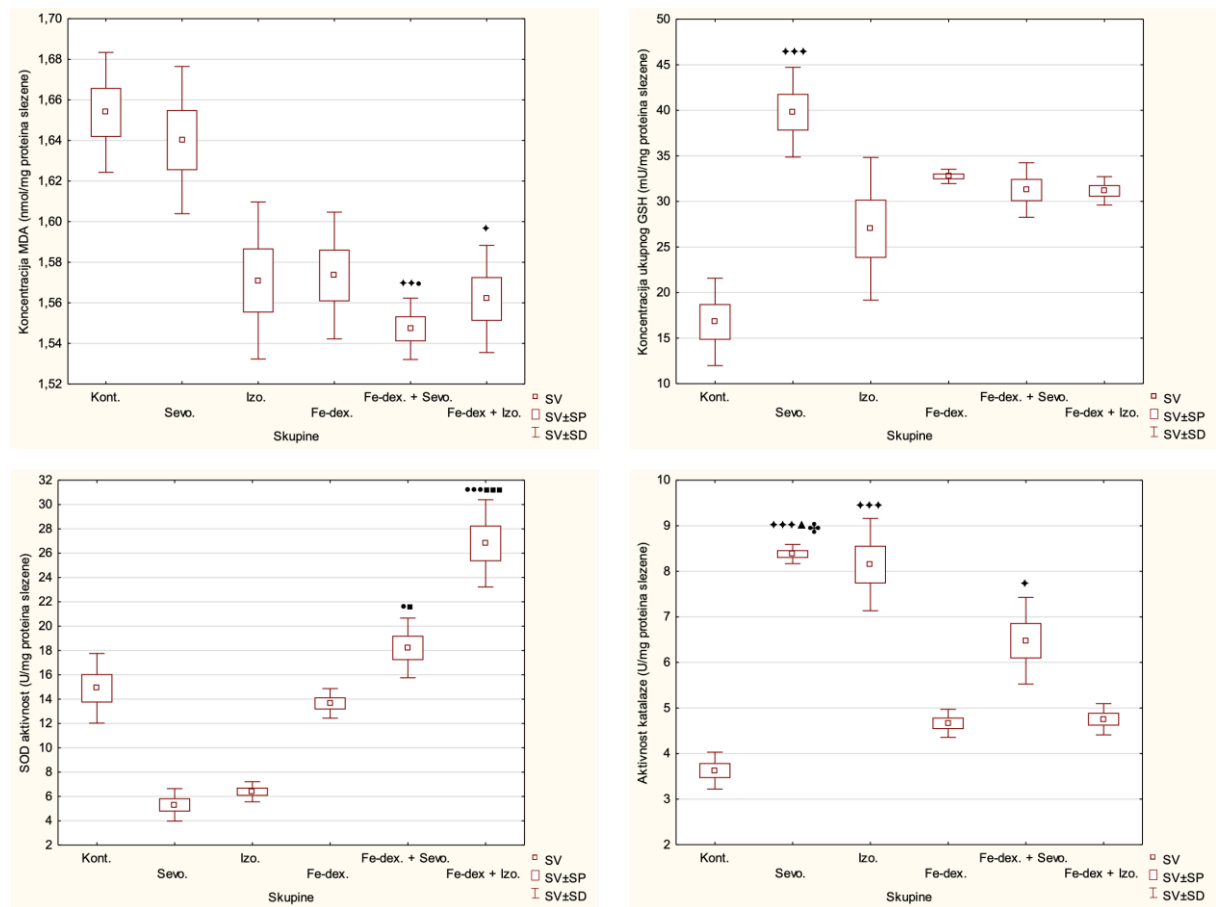 Koncentracija MDA (nmol/mg proteina slezene)
1,70
1,68
1,66
1,64
1,62
1,60
1,58
1,56
1,54
1,52
Kont.
Sevo.
Izo.
Fe-dex.
Fe-dex. + Sevo.
Fe-dex + Izo.
Skupine
SV
SV±SP
SV±SD
Koncentracija ukupnog GSH (mU/mg proteina slezene)
50
45
40
35
30
25
20
15
10
Kont.
Sevo.
Izo.
Fe-dex.
Fe-dex. + Sevo.
Fe-dex + Izo.
Skupine
SV
SV±SP
SV±SD
SOD aktivnost (U/mg proteina slezene)
32
30
28
26
24
22
20
18
16
14
12
10
8
6
4
2
Kont.
Sevo.
Izo.
Fe-dex.
Fe-dex. + Sevo.
Fe-dex + Izo.
Skupine
SV
SV±SP
SV±SD
Aktivnost katalaze (U/mg proteina slezene)
10
9
8
7
6
5
4
3
2
Kont.
Sevo.
Izo.
Fe-dex.
Fe-dex. + Sevo.
Fe-dex + Izo.
Skupine
SV
SV±SP
SV±SD